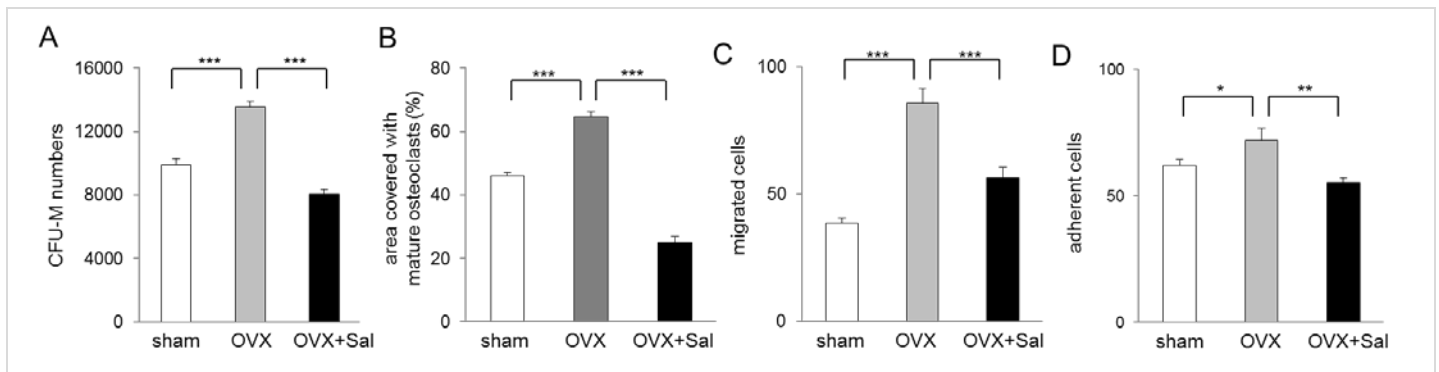 A
CFU-M numbers
16000
12000
8000
4000
0
***
***
sham OVX OVX+Sal
B
area covered with
mature osteoclasts (%)
80
60
40
20
0
***
***
sham OVX OVX+Sal
C
migrated cells
100
50
0
***
***
sham OVX OVX+Sal
D
adherent cells
100
50
0
*
**
sham OVX OVX+Sal